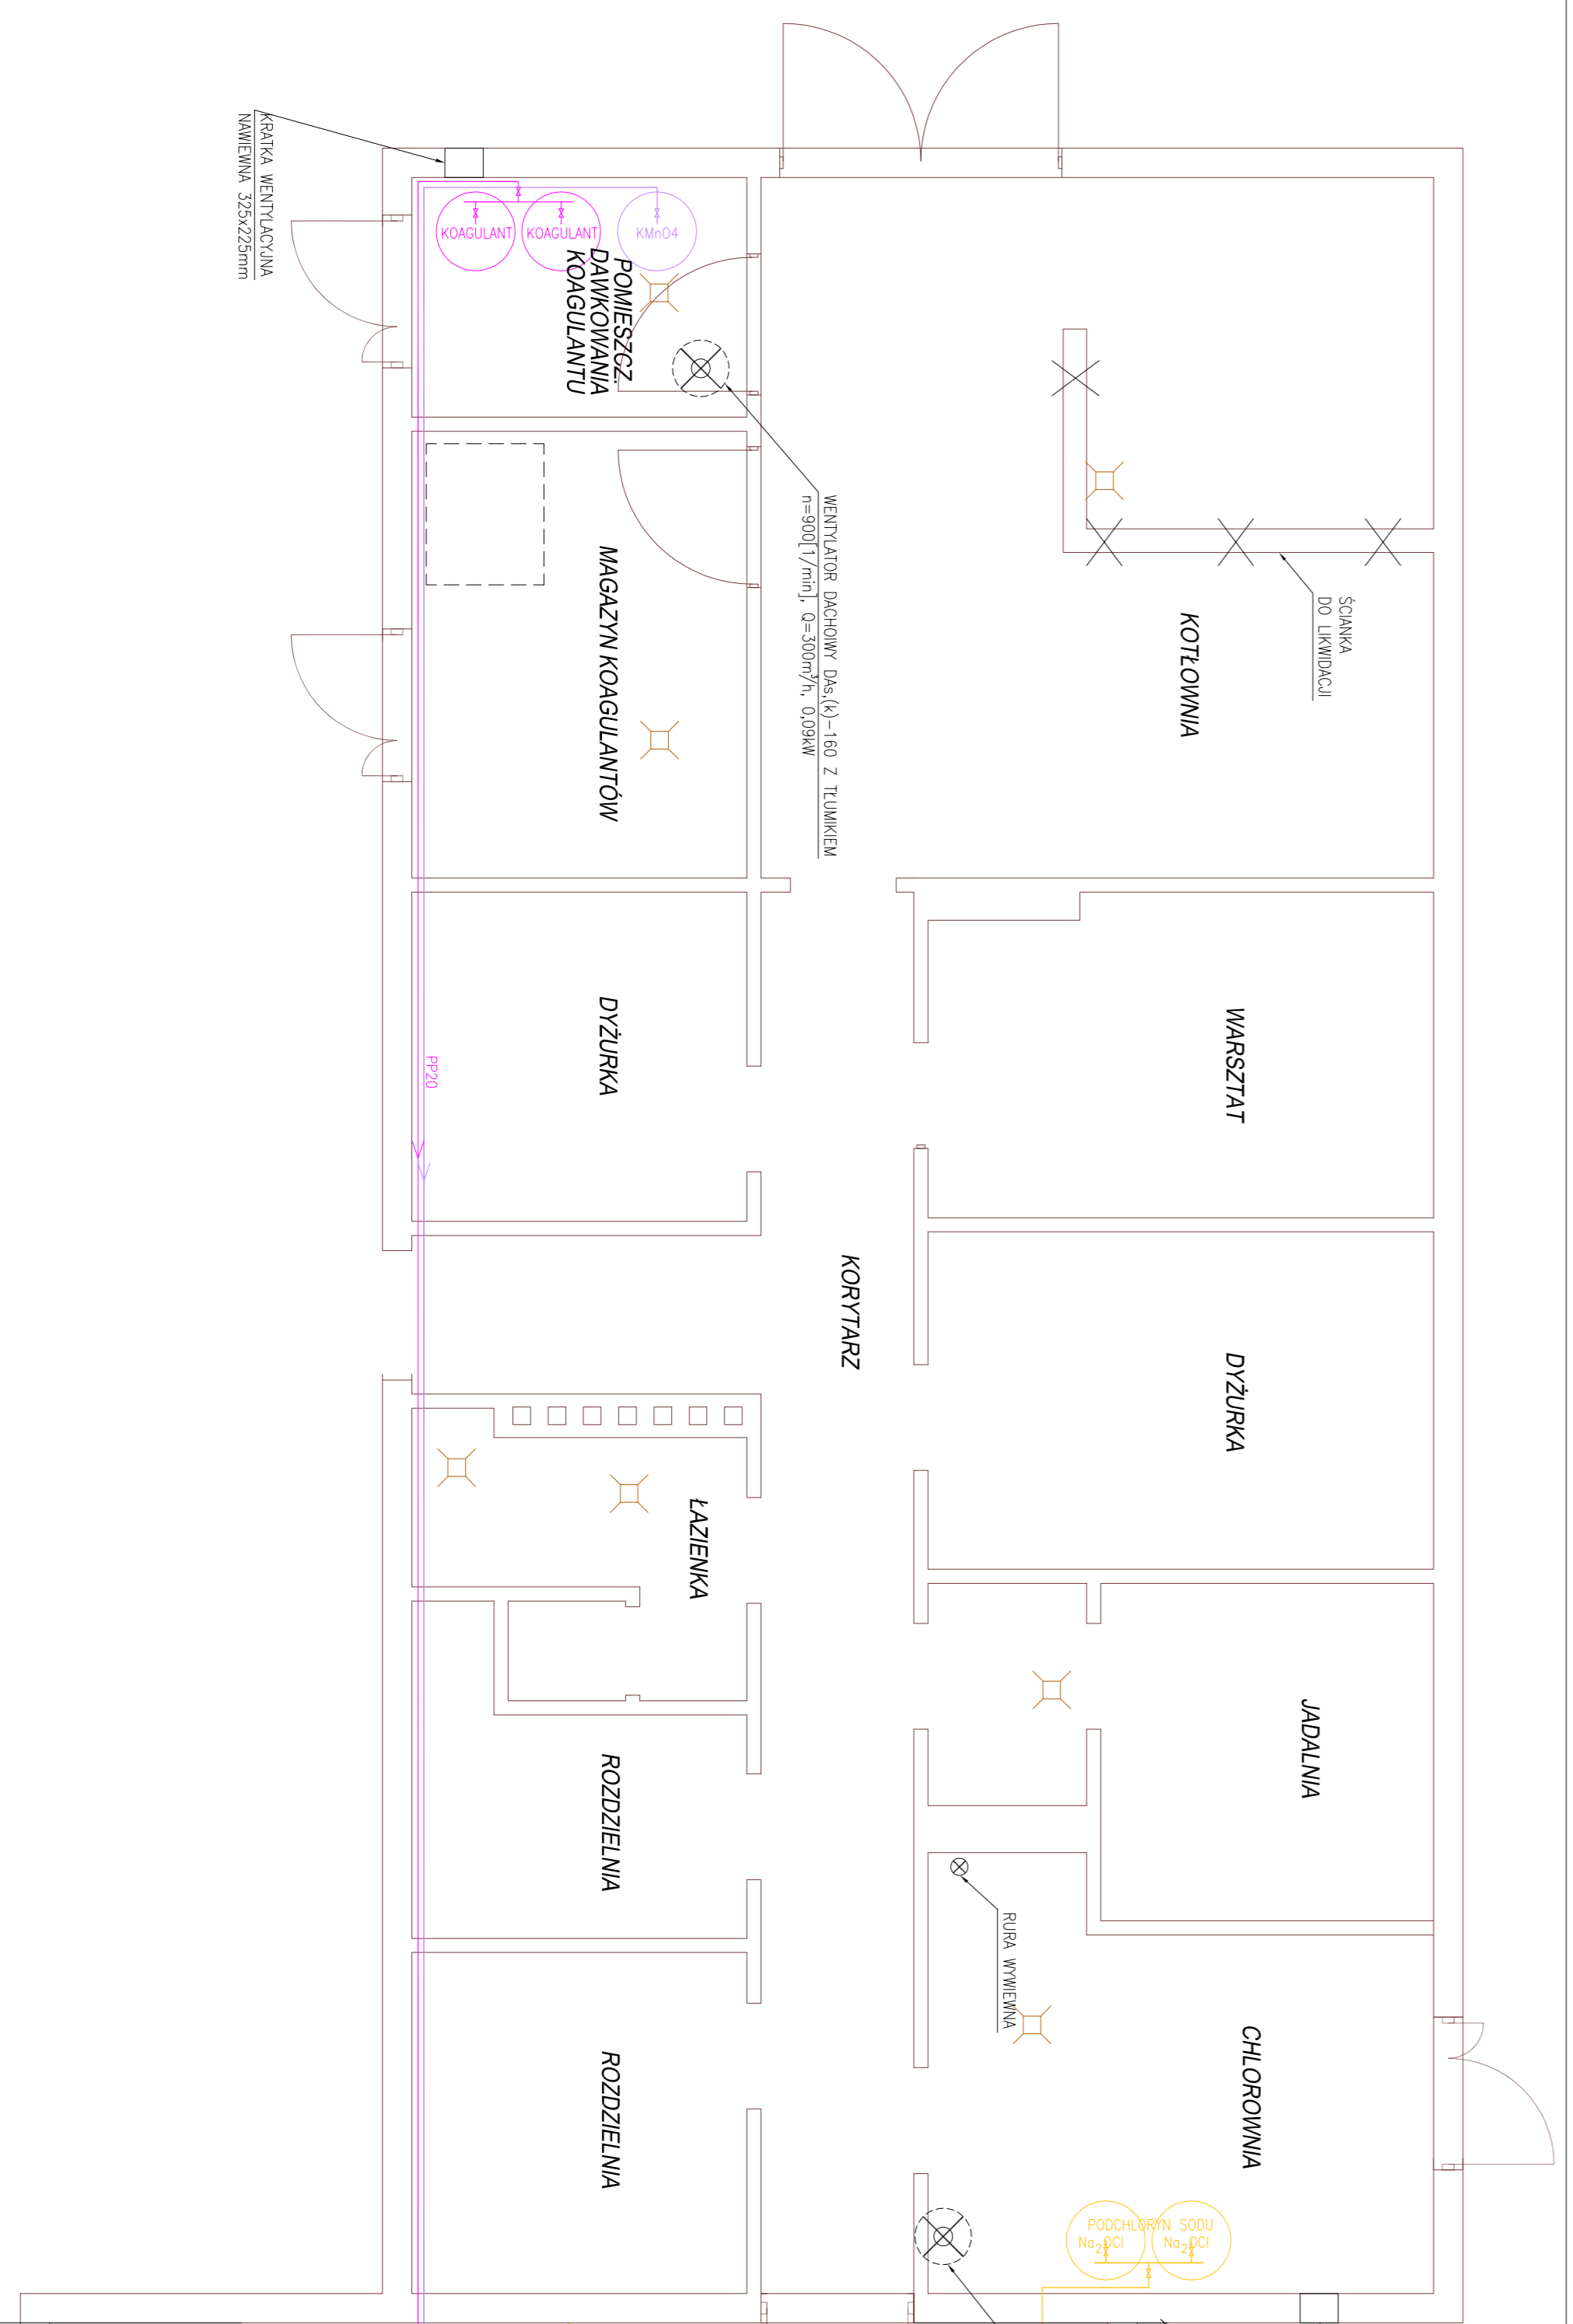 ŚCIANKA
DO LIKWIDACJI
KOTŁOWNIA
WARSZTAT
DYŻURKA
JADALNIA
CHLOROWNIA
PODCHLORYN SODU
Na₂OCl
Na₂OCl
RURA WYWIEWNA
KORYTARZ
WENTYLATOR DACHOIWY DAs,(k)-160 Z TŁUMIKIEM
n=900[1/min], Q=300m³/h, 0,09kW
KOAGULANT
KOAGULANT
KMnO4
POMIESZCZ.
DAWKOWANIA
KOAGULANTU
MAGAZYN KOAGULANTÓW
DYŻURKA
ŁAZIENKA
ROZDZIELNIA
ROZDZIELNIA
PP20
KRATKA WENTYLACYJNA
NAWIEWNA 325x225mm